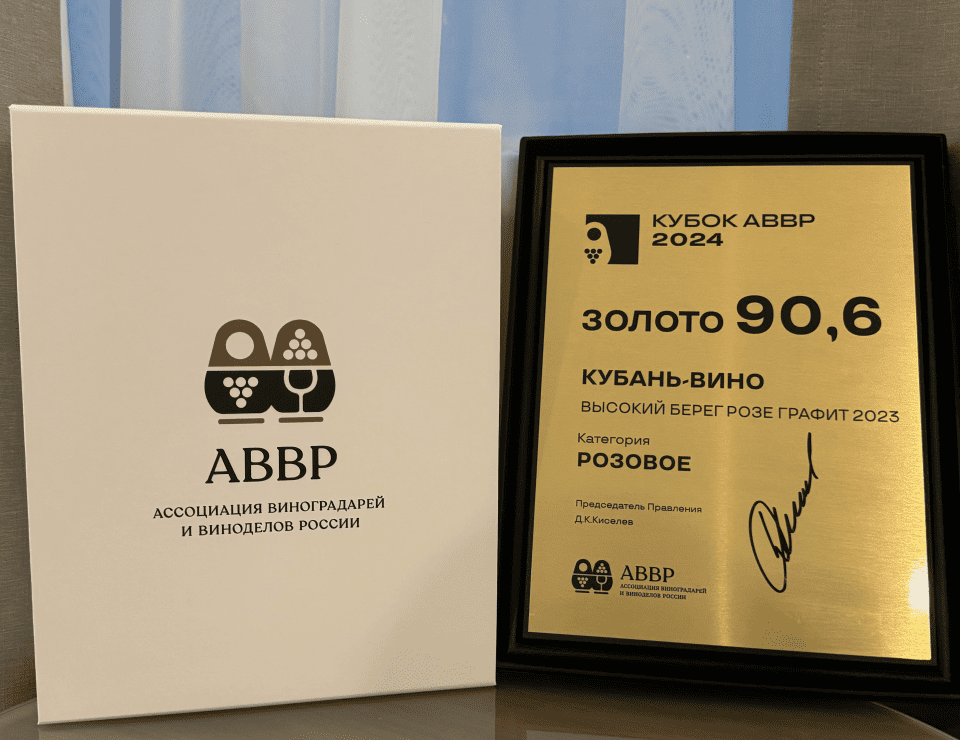 АВВР
АССОЦИАЦИЯ ВИНОГРАДАРЕЙ
И ВИНОДЕЛОВ РОССИИ
КУБОК АВВР
2024
ЗОЛОТО 90,6
КУБАНЬ-ВИНО
ВЫСОКИЙ БЕРЕГ РОЗЕ ГРАФИТ 2023
Категория
РОЗОВОЕ
Председатель Правления
Д.К.Киселев
АВВР
АССОЦИАЦИЯ ВИНОГРАДАРЕЙ
И ВИНОДЕЛОВ РОССИИ